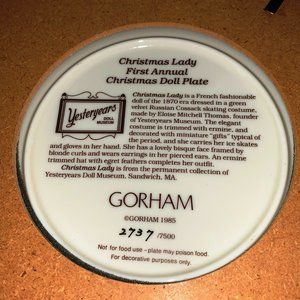 Christmas Lady
First Annual
Christmas Doll Plate
Yesteryears
DOLL
MUSEUM
Christmas Lady is a French fashionable
doll of the 1870 era dressed in a green
velvet Russian Cossack skating costume,
made by Eloise Mitchell Thomas, founder
of Yesteryears Museum. The elegant
costume is trimmed with ermine, and
decorated with miniature "gifts" typical of
the period, and she carries her ice skates
and gloves in her hand. She has a lovely bisque face framed by
blonde curls and wears earrings in her pierced ears. An ermine
trimmed hat with egret feathers completes her outfit.
Christmas Lady is from the permanent collection of
Yesteryears Doll Museum, Sandwich, MA.
GORHAM
©GORHAM 1985
2737 /7500
Not for food use - plate may poison food.
For decorative purposes only.